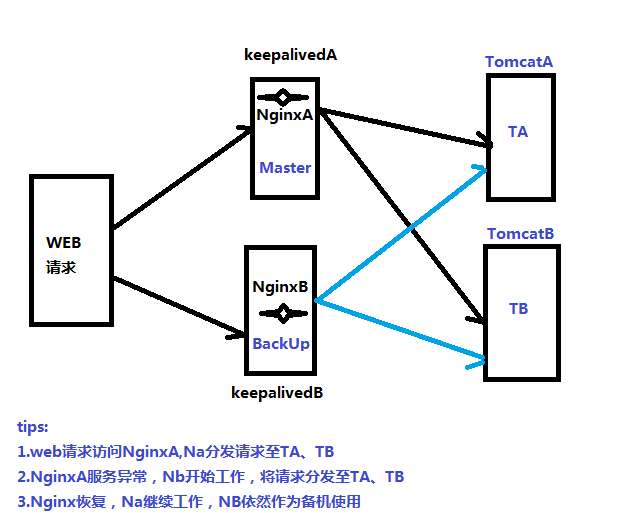 keepalivedA
TomcatA
NginxA
TA
Master
WEB
请求
TomcatB
NginxB
TB
BackUp
keepalivedB
tips:
1.web请求访问NginxA,Na分发请求至TA、TB
2.NginxA服务异常，Nb开始工作，将请求分发至TA、TB
3.Nginx恢复，Na继续工作，NB依然作为备机使用